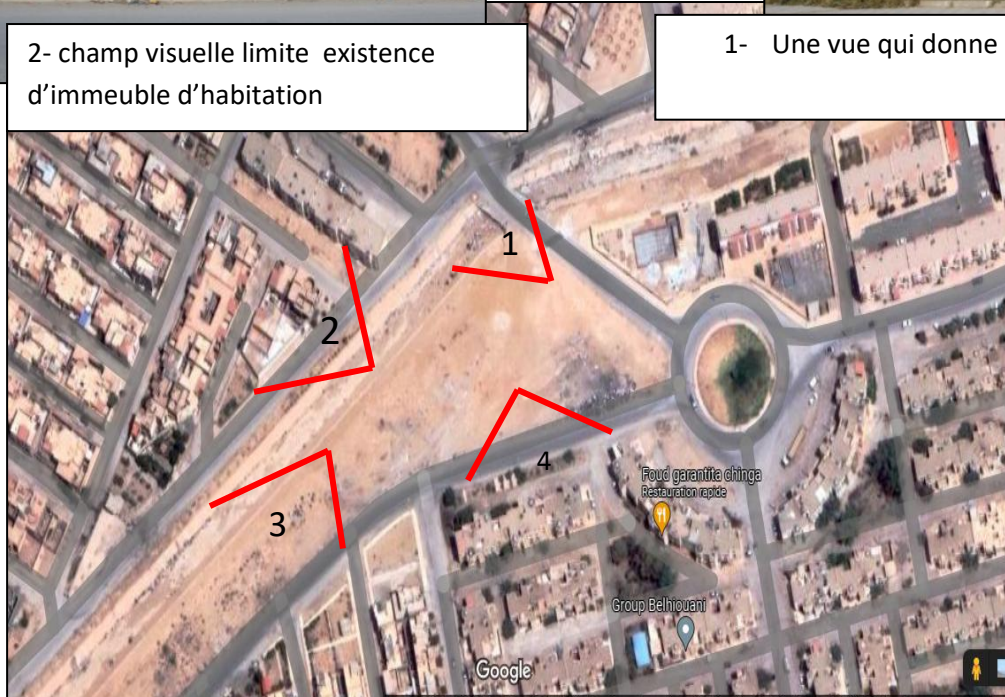 2- champ visuelle limite existence
d’immeuble d’habitation
1- Une vue qui donne
1
2
3
4
Foud garantita chinga
Restauration rapide
Group Belhiouani
Google